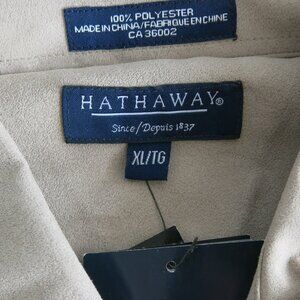 100% POLYESTER
MADE IN CHINA/FABRIQUÉ EN CHINE
CA 36002
HATHAWAY®
Since/Depuis 1837
XL/TG